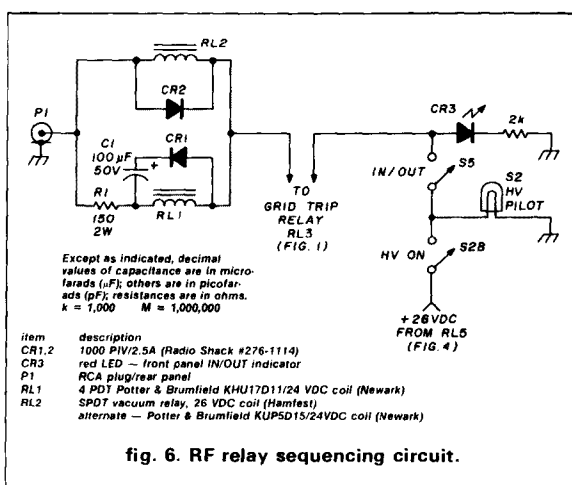 RL2
P1
CR2
C1
100μF
50V
+
CR1
R1
150
2W
RL1
TO
GRID TRIP
RELAY
RL3
(FIG. 1)
CR3
2k
IN/OUT
S5
S2
HV
PILOT
HV ON
S2B
+26VDC
FROM RL5
(FIG. 4)
Except as indicated, decimal
values of capacitance are in micro-
farads (μF); others are in picofar-
ads (pF); resistances are in ohms.
k = 1,000 M = 1,000,000
item description
CR1,2 1000 PIV/2.5A (Radio Shack #276-1114)
CR3 red LED — front panel IN/OUT indicator
P1 RCA plug/rear panel
RL1 4 PDT Potter & Brumfield KHU17D11/24 VDC coil (Newark)
RL2 SPDT vacuum relay, 26 VDC coil (Hamfest)
alternate — Potter & Brumfield KUP5D15/24VDC coil (Newark)
fig. 6. RF relay sequencing circuit.